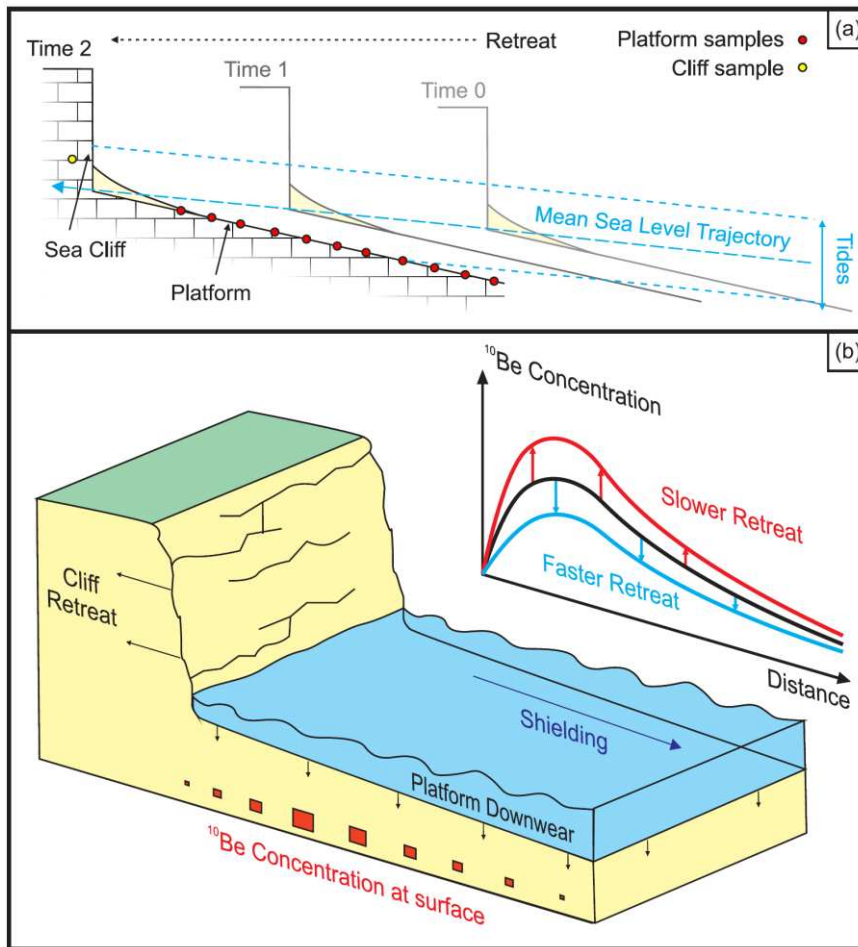 (a)
Time 2
Retreat
Platform samples
Cliff sample
Time 1
Time 0
Mean Sea Level Trajectory
Tides
Sea Cliff
Platform
(b)
¹⁰Be Concentration
Slower Retreat
Faster Retreat
Distance
Cliff
Retreat
Shielding
Platform Downwear
¹⁰Be Concentration at surface